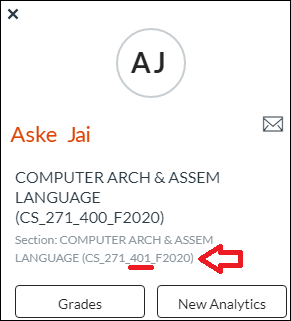 ×
AJ
Aske Jai
COMPUTER ARCH & ASSEM
LANGUAGE
(CS_271_400_F2020)
Section: COMPUTER ARCH & ASSEM
LANGUAGE (CS_271_401_F2020)
Grades New Analytics